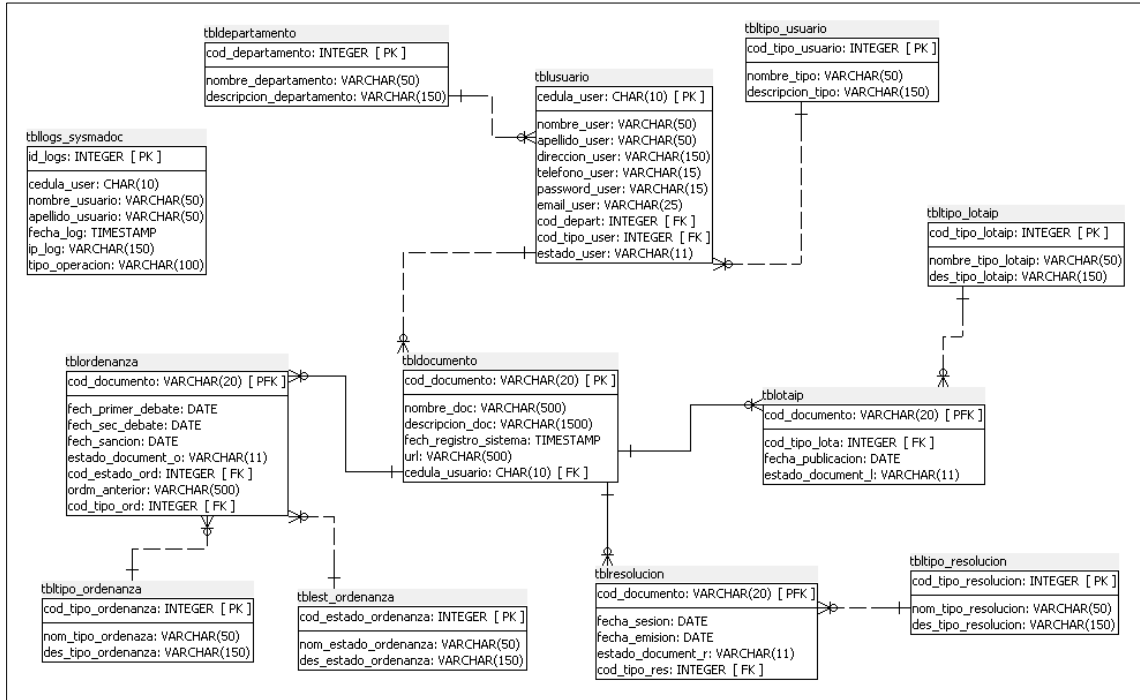 tbldepartamento
cod_departamento: INTEGER [ PK ]
nombre_departamento: VARCHAR(50)
descripcion_departamento: VARCHAR(150)
tblusuario
cedula_user: CHAR(10) [ PK ]
nombre_user: VARCHAR(50)
apellido_user: VARCHAR(50)
direccion_user: VARCHAR(150)
telefono_user: VARCHAR(15)
password_user: VARCHAR(15)
email_user: VARCHAR(25)
cod_depart: INTEGER [ FK ]
cod_tipo_user: INTEGER [ FK ]
estado_user: VARCHAR(11)
tbltipo_usuario
cod_tipo_usuario: INTEGER [ PK ]
nombre_tipo: VARCHAR(50)
descripcion_tipo: VARCHAR(150)
tbllogs_sysmadoc
id_logs: INTEGER [ PK ]
cedula_user: CHAR(10)
nombre_usuario: VARCHAR(50)
apellido_usuario: VARCHAR(50)
fecha_log: TIMESTAMP
ip_log: VARCHAR(150)
tipo_operacion: VARCHAR(100)
tbltipo_lotaip
cod_tipo_lotaip: INTEGER [ PK ]
nombre_tipo_lotaip: VARCHAR(50)
des_tipo_lotaip: VARCHAR(150)
tblordenanza
cod_documento: VARCHAR(20) [ PFK ]
fech_primer_debate: DATE
fech_sec_debate: DATE
fech_sancion: DATE
estado_document_o: VARCHAR(11)
cod_estado_ord: INTEGER [ FK ]
ordm_anterior: VARCHAR(500)
cod_tipo_ord: INTEGER [ FK ]
tbldocumento
cod_documento: VARCHAR(20) [ PK ]
nombre_doc: VARCHAR(500)
descripcion_doc: VARCHAR(1500)
fech_registro_sistema: TIMESTAMP
url: VARCHAR(500)
cedula_usuario: CHAR(10) [ FK ]
tblotaip
cod_documento: VARCHAR(20) [ PFK ]
cod_tipo_lota: INTEGER [ FK ]
fecha_publicacion: DATE
estado_document_l: VARCHAR(11)
tbltipo_ordenanza
cod_tipo_ordenanza: INTEGER [ PK ]
nom_tipo_ordenaza: VARCHAR(50)
des_tipo_ordenanza: VARCHAR(150)
tblest_ordenanza
cod_estado_ordenanza: INTEGER [ PK ]
nom_estado_ordenanza: VARCHAR(50)
des_estado_ordenanza: VARCHAR(150)
tblresolucion
cod_documento: VARCHAR(20) [ PFK ]
fecha_sesion: DATE
fecha_emision: DATE
estado_document_r: VARCHAR(11)
cod_tipo_res: INTEGER [ FK ]
tbltipo_resolucion
cod_tipo_resolucion: INTEGER [ PK ]
nom_tipo_resolucion: VARCHAR(50)
des_tipo_resolucion: VARCHAR(150)